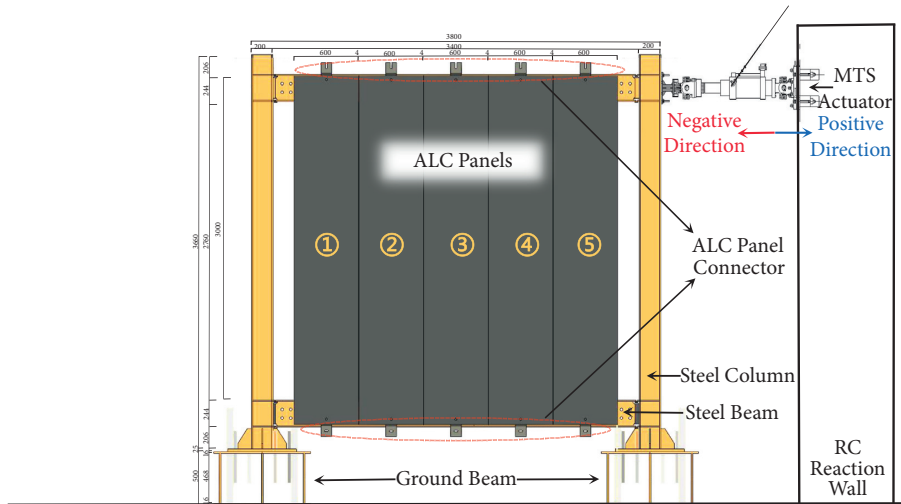 3800
200
3400
200
600
4
600
4
600
4
600
4
600
206
244
3660
2760
3000
244
206
25
16
500
468
16
MTS
Actuator
Negative
Direction
Positive
Direction
ALC Panels
①
②
③
④
⑤
ALC Panel
Connector
Steel Column
Steel Beam
Ground Beam
RC
Reaction
Wall